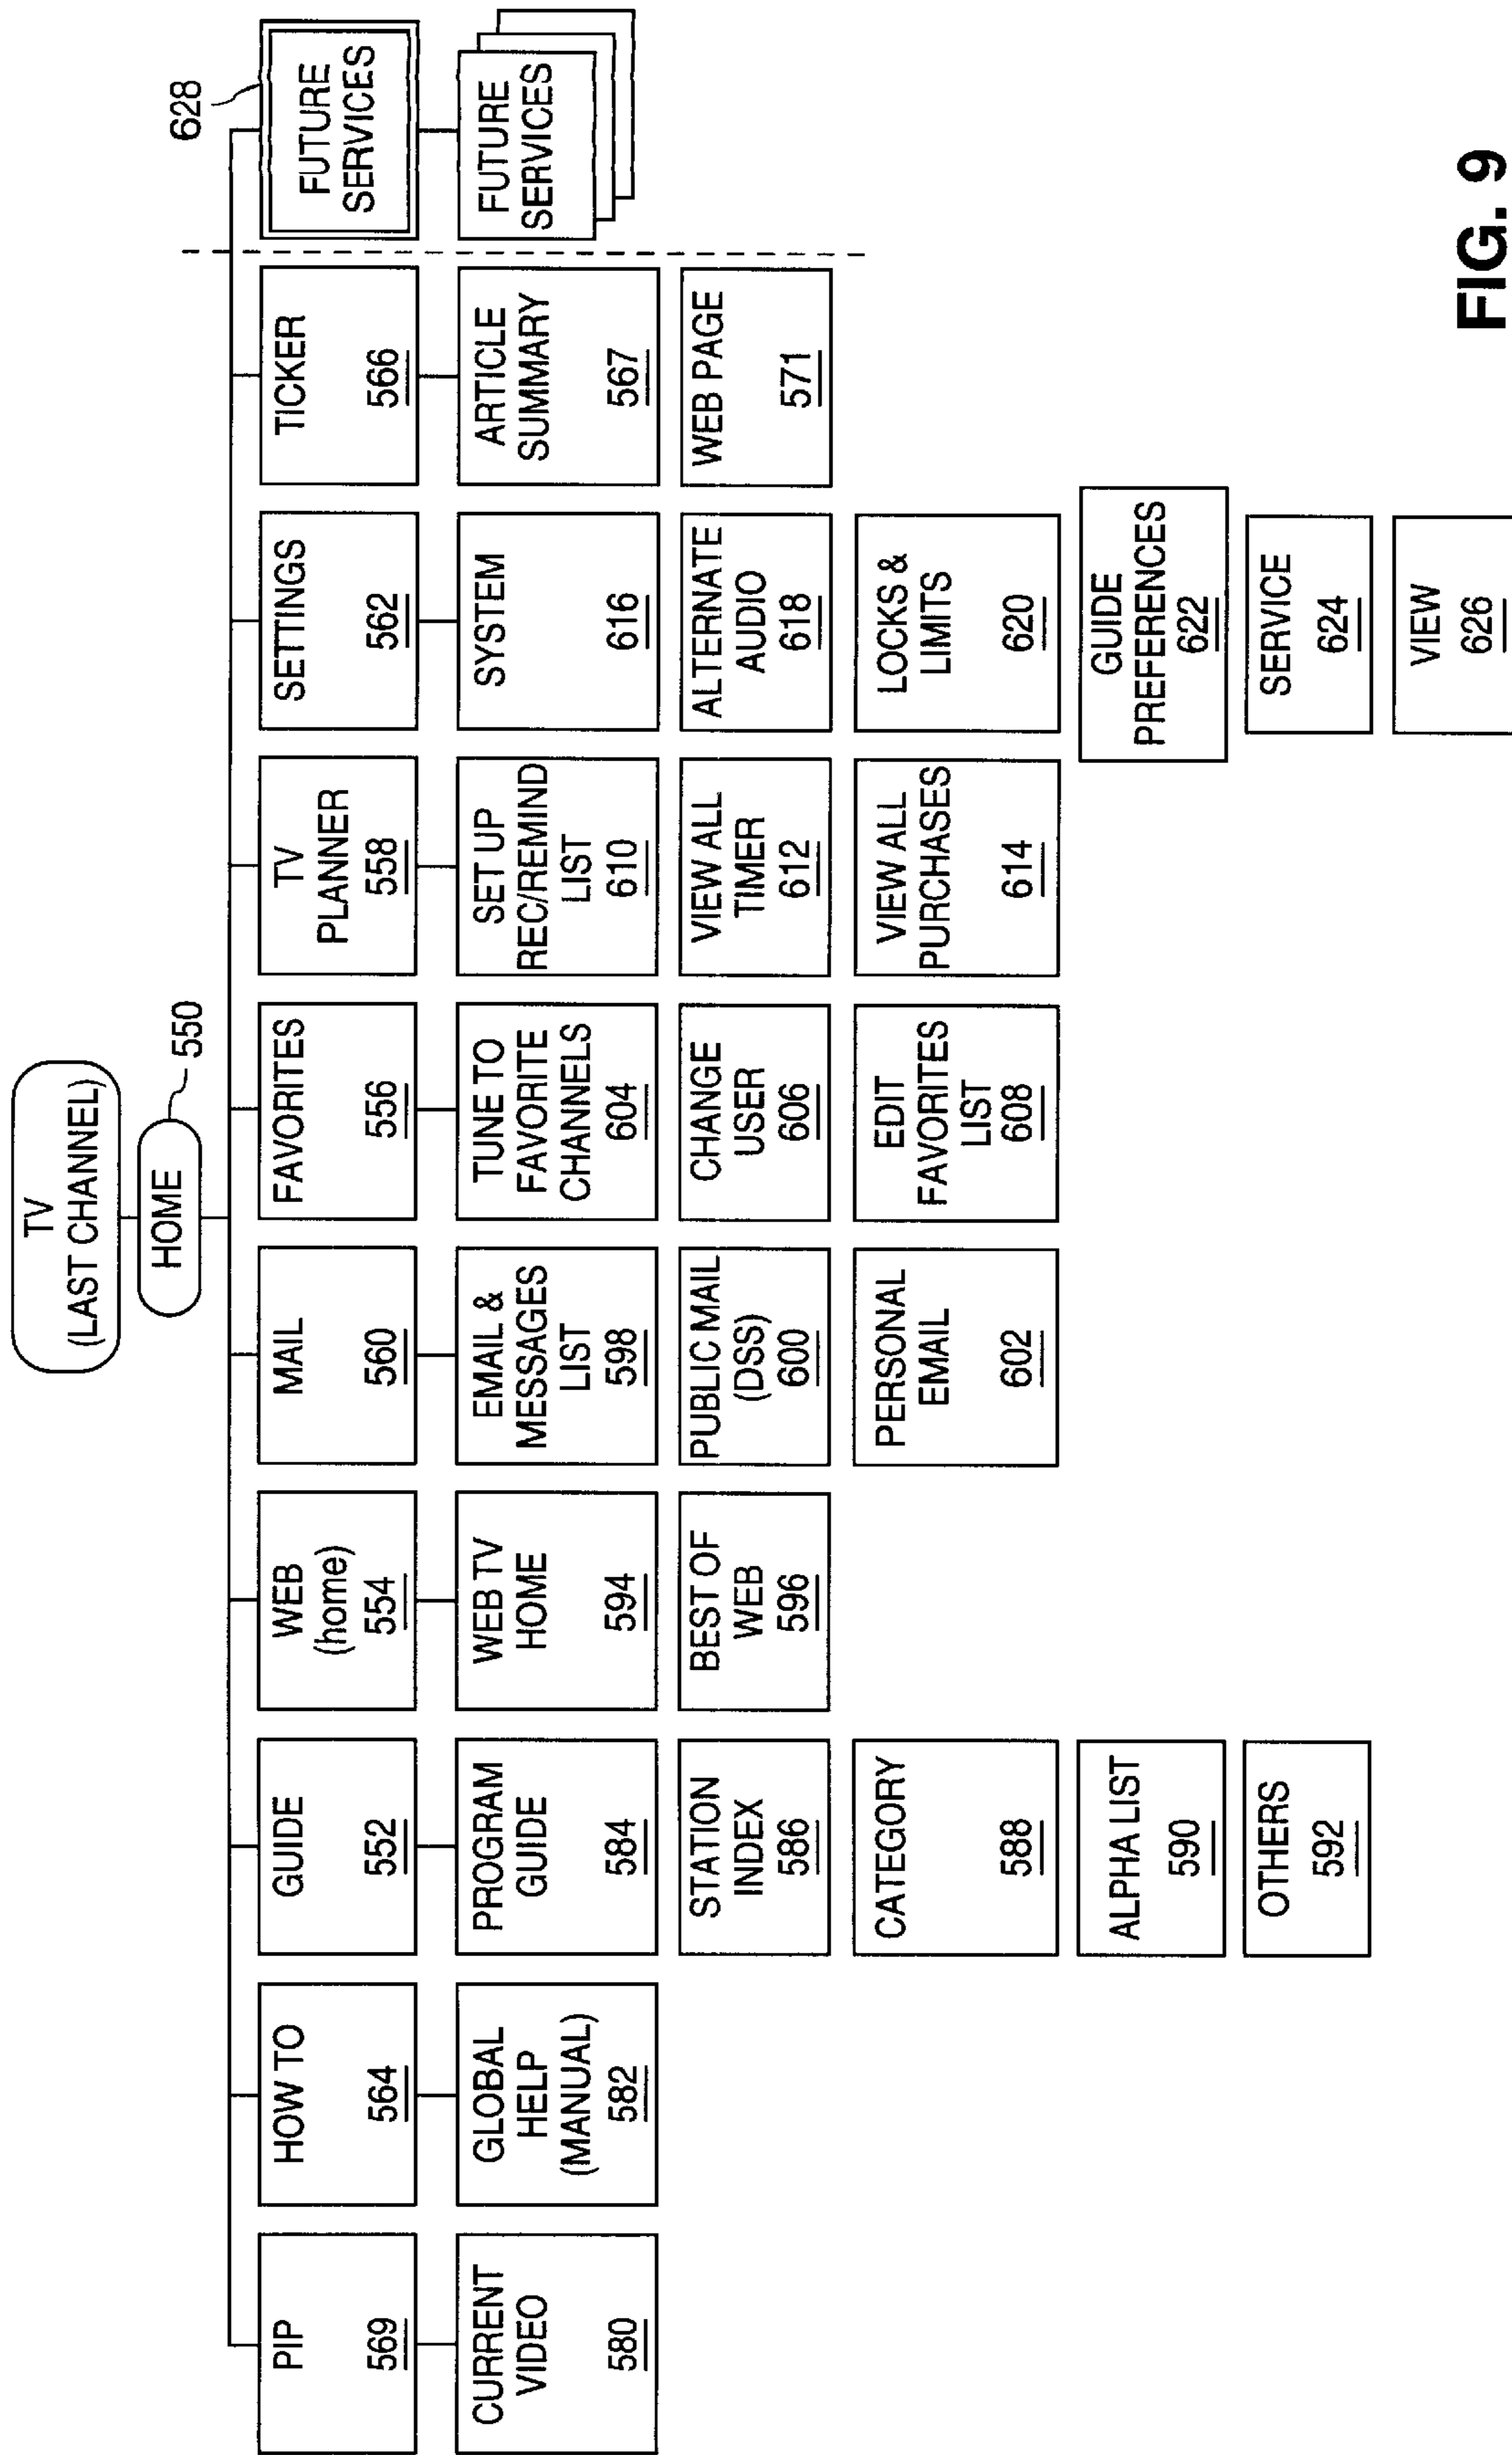 TV
(LAST CHANNEL)
HOME
550
PIP
569
CURRENT
VIDEO
580
HOW TO
564
GLOBAL
HELP
(MANUAL)
582
GUIDE
552
PROGRAM
GUIDE
584
STATION
INDEX
586
CATEGORY
588
ALPHA LIST
590
OTHERS
592
WEB
(home)
554
WEB TV
HOME
594
BEST OF
WEB
596
MAIL
560
EMAIL &
MESSAGES
LIST
598
PUBLIC MAIL
(DSS)
600
PERSONAL
EMAIL
602
FAVORITES
556
TUNE TO
FAVORITE
CHANNELS
604
CHANGE
USER
606
EDIT
FAVORITES
LIST
608
TV
PLANNER
558
SET UP
REC/REMIND
LIST
610
VIEW ALL
TIMER
612
VIEW ALL
PURCHASES
614
SETTINGS
562
SYSTEM
616
ALTERNATE
AUDIO
618
LOCKS &
LIMITS
620
GUIDE
PREFERENCES
622
SERVICE
624
VIEW
626
TICKER
566
ARTICLE
SUMMARY
567
WEB PAGE
571
628
FUTURE
SERVICES
FUTURE
SERVICES
FIG. 9